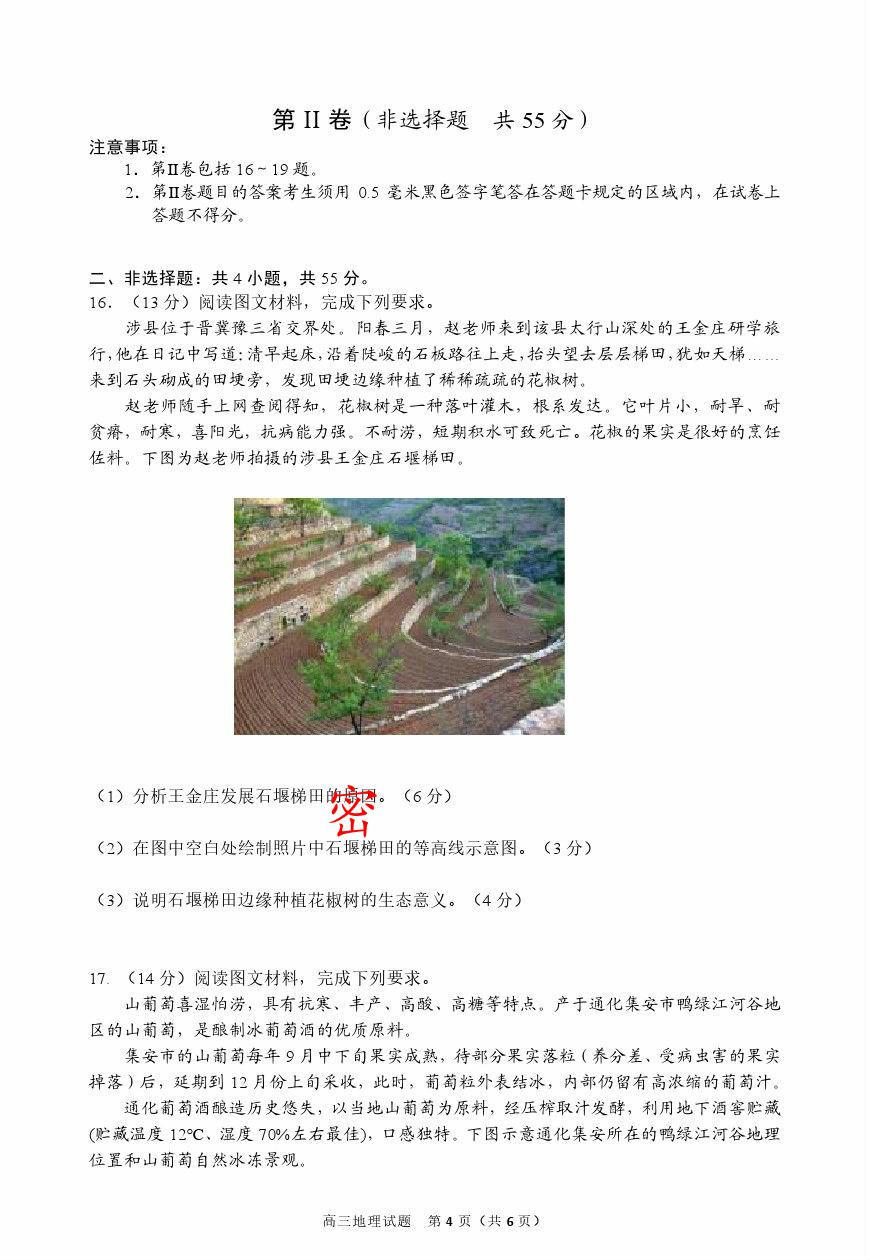 第 II 卷（非选择题　共 55 分）
注意事项：
1．第Ⅱ卷包括 16～19 题。
2．第Ⅱ卷题目的答案考生须用 0.5 毫米黑色签字笔答在答题卡规定的区域内，在试卷上
答题不得分。
二、非选择题：共 4 小题，共 55 分。
16．（13 分）阅读图文材料，完成下列要求。
涉县位于晋冀豫三省交界处。阳春三月，赵老师来到该县太行山深处的王金庄研学旅
行，他在日记中写道：清早起床，沿着陡峻的石板路往上走，抬头望去层层梯田，犹如天梯……
来到石头砌成的田埂旁，发现田埂边缘种植了稀稀疏疏的花椒树。
赵老师随手上网查阅得知，花椒树是一种落叶灌木，根系发达。它叶片小，耐旱、耐
贫瘠，耐寒，喜阳光，抗病能力强。不耐涝，短期积水可致死亡。花椒的果实是很好的烹饪
佐料。下图为赵老师拍摄的涉县王金庄石堰梯田。
（1）分析王金庄发展石堰梯田的原因。（6 分）
密
（2）在图中空白处绘制照片中石堰梯田的等高线示意图。（3 分）
（3）说明石堰梯田边缘种植花椒树的生态意义。（4 分）
17. （14 分）阅读图文材料，完成下列要求。
山葡萄喜湿怕涝，具有抗寒、丰产、高酸、高糖等特点。产于通化集安市鸭绿江河谷地
区的山葡萄，是酿制冰葡萄酒的优质原料。
集安市的山葡萄每年 9 月中下旬果实成熟，待部分果实落粒（养分差、受病虫害的果实
掉落）后，延期到 12 月份上旬采收，此时，葡萄粒外表结冰，内部仍留有高浓缩的葡萄汁。
通化葡萄酒酿造历史悠失，以当地山葡萄为原料，经压榨取汁发酵，利用地下酒窖贮藏
(贮藏温度 12℃、湿度 70%左右最佳)，口感独特。下图示意通化集安所在的鸭绿江河谷地理
位置和山葡萄自然冰冻景观。
高三地理试题　第 4 页（共 6 页）